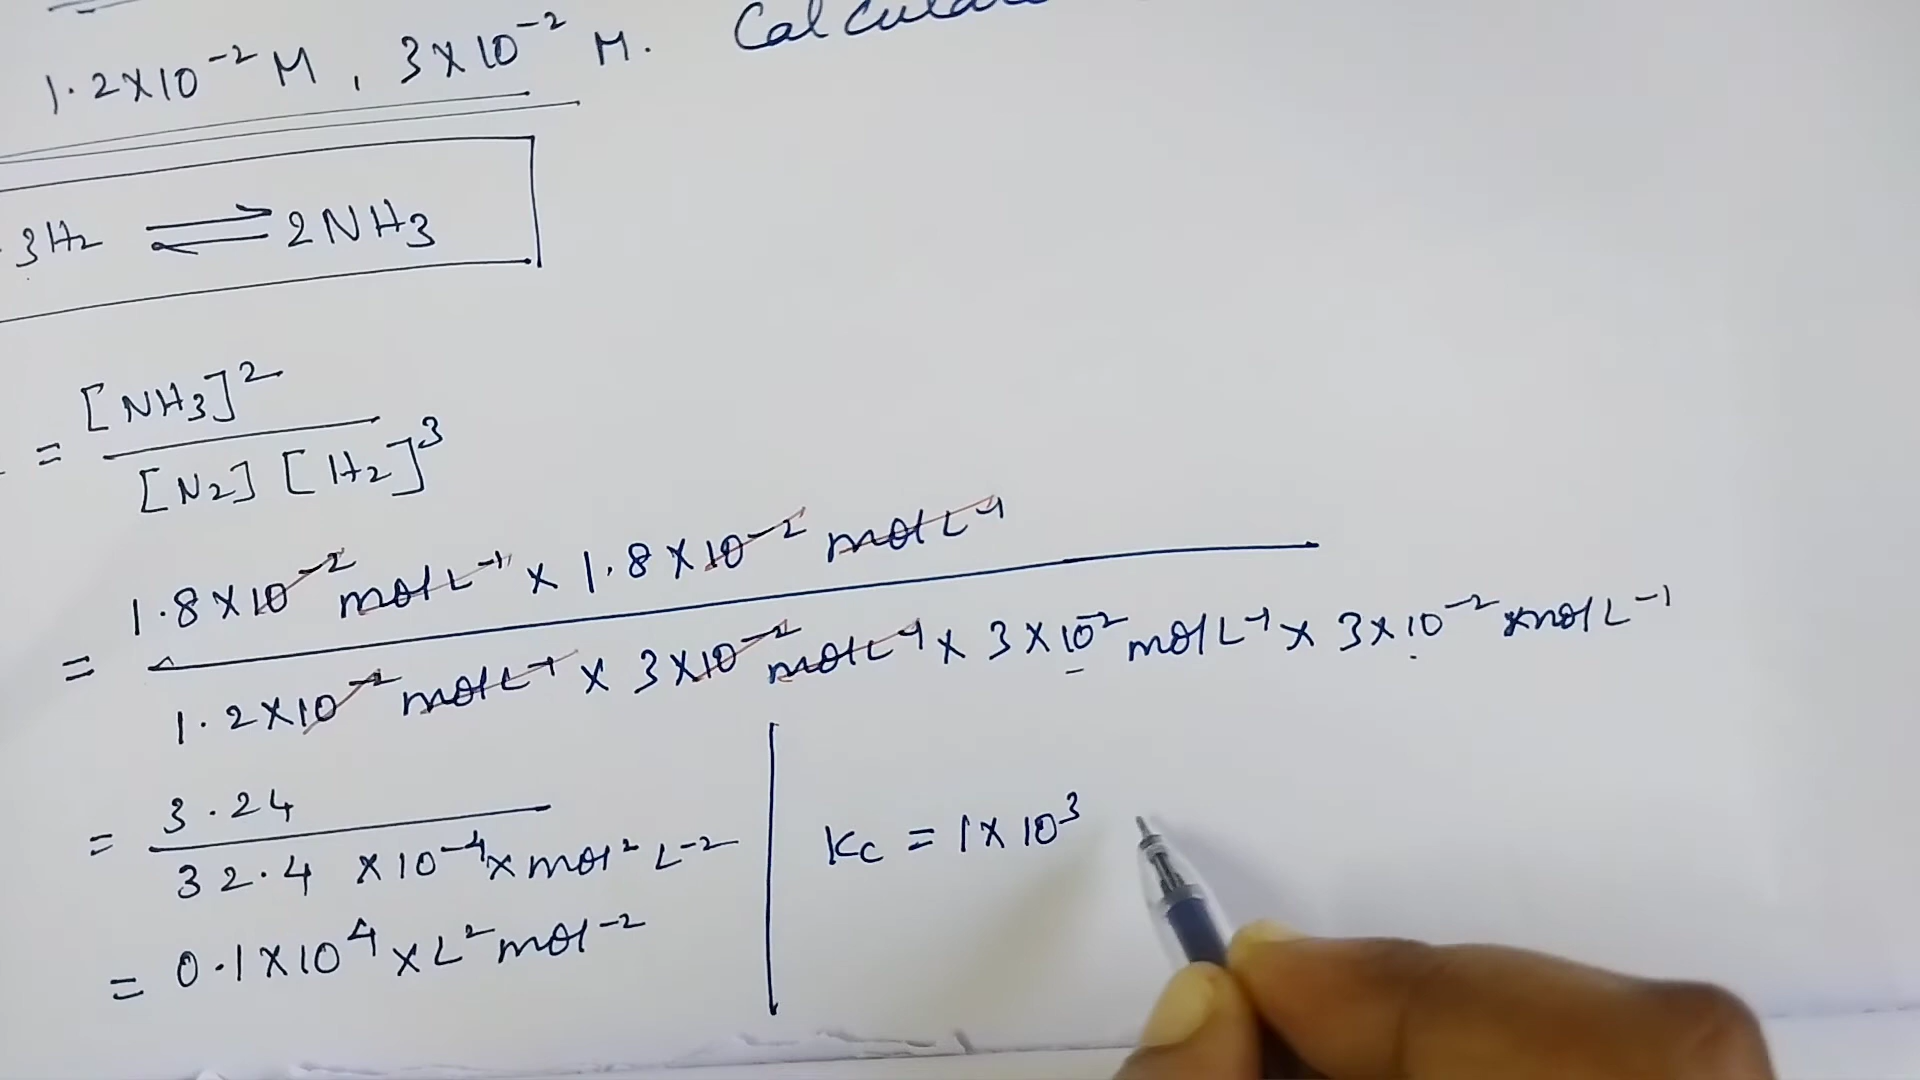 1.2×10⁻² M, 3×10⁻² M. Calculate
3H₂ ⇌ 2NH₃
= [NH₃]² / [N₂] [H₂]³
= 1.8×10⁻² mol L⁻¹ × 1.8×10⁻² mol L⁻¹
1.2×10⁻² mol L⁻¹ × 3×10⁻² mol L⁻¹ × 3×10⁻² mol L⁻¹ × 3×10⁻² mol L⁻¹
= 3.24
32.4 ×10⁻⁴× mol² L⁻²
= 0.1×10⁴ × L² mol⁻²
Kc = 1×10³